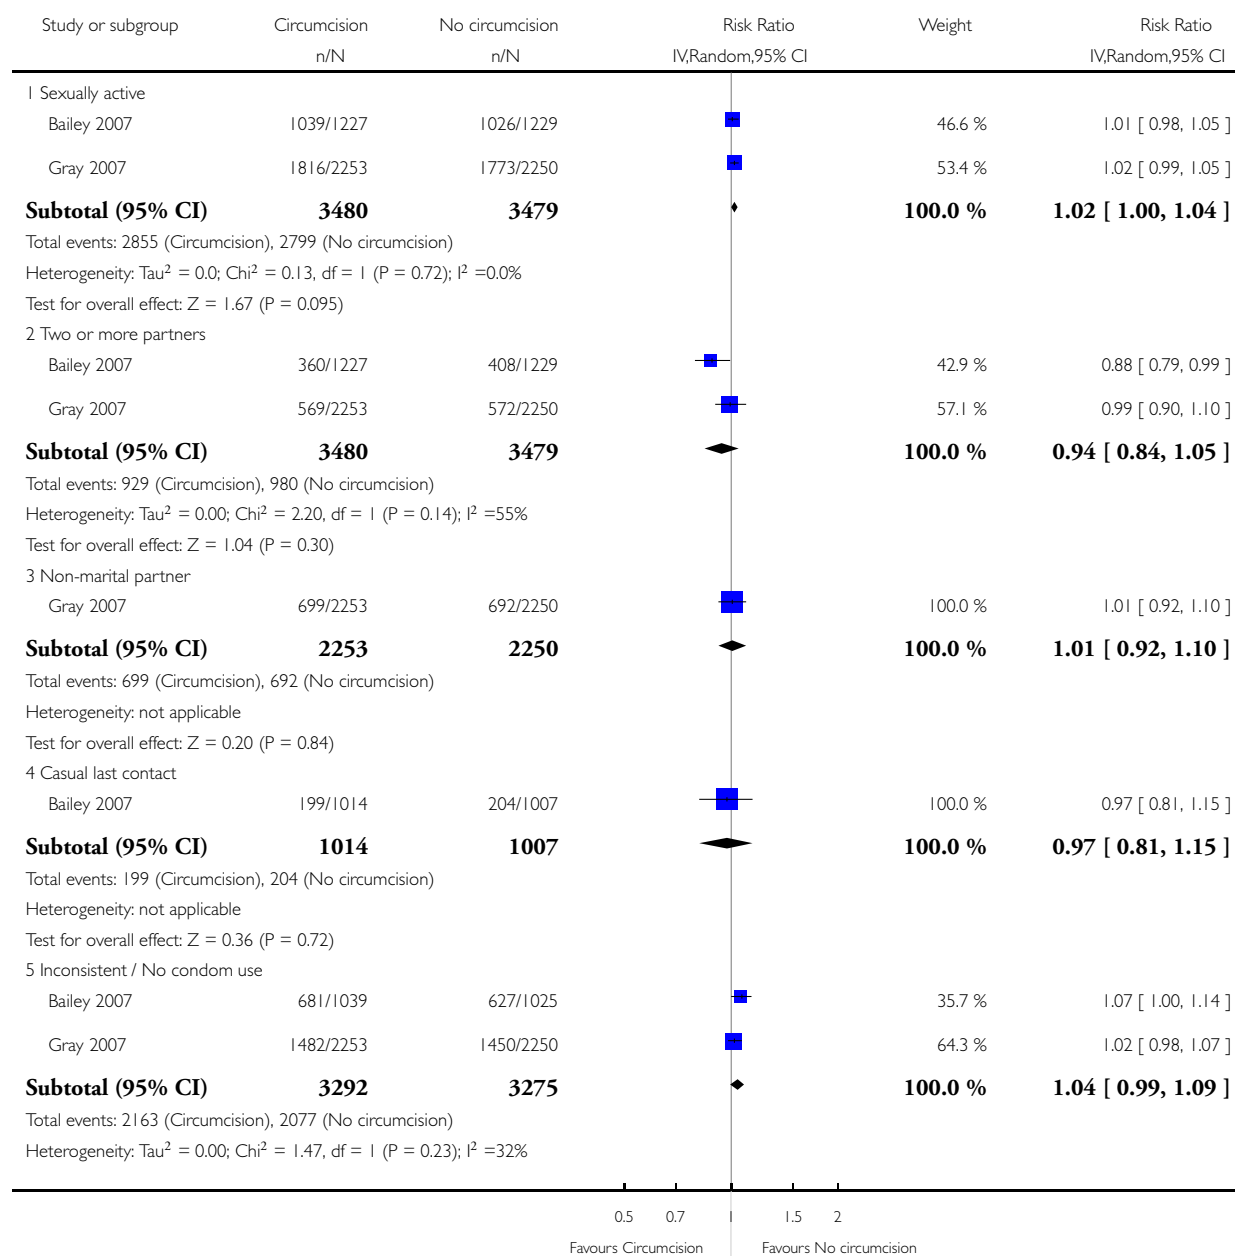 Study or subgroup Circumcision No circumcision Risk Ratio Weight Risk Ratio
n/N n/N IV,Random,95% CI IV,Random,95% CI
1 Sexually active
Bailey 2007 1039/1227 1026/1229 46.6 % 1.01 [ 0.98, 1.05 ]
Gray 2007 1816/2253 1773/2250 53.4 % 1.02 [ 0.99, 1.05 ]
Subtotal (95% CI) 3480 3479 100.0 % 1.02 [ 1.00, 1.04 ]
Total events: 2855 (Circumcision), 2799 (No circumcision)
Heterogeneity: Tau² = 0.0; Chi² = 0.13, df = 1 (P = 0.72); I² =0.0%
Test for overall effect: Z = 1.67 (P = 0.095)
2 Two or more partners
Bailey 2007 360/1227 408/1229 42.9 % 0.88 [ 0.79, 0.99 ]
Gray 2007 569/2253 572/2250 57.1 % 0.99 [ 0.90, 1.10 ]
Subtotal (95% CI) 3480 3479 100.0 % 0.94 [ 0.84, 1.05 ]
Total events: 929 (Circumcision), 980 (No circumcision)
Heterogeneity: Tau² = 0.00; Chi² = 2.20, df = 1 (P = 0.14); I² =55%
Test for overall effect: Z = 1.04 (P = 0.30)
3 Non-marital partner
Gray 2007 699/2253 692/2250 100.0 % 1.01 [ 0.92, 1.10 ]
Subtotal (95% CI) 2253 2250 100.0 % 1.01 [ 0.92, 1.10 ]
Total events: 699 (Circumcision), 692 (No circumcision)
Heterogeneity: not applicable
Test for overall effect: Z = 0.20 (P = 0.84)
4 Casual last contact
Bailey 2007 199/1014 204/1007 100.0 % 0.97 [ 0.81, 1.15 ]
Subtotal (95% CI) 1014 1007 100.0 % 0.97 [ 0.81, 1.15 ]
Total events: 199 (Circumcision), 204 (No circumcision)
Heterogeneity: not applicable
Test for overall effect: Z = 0.36 (P = 0.72)
5 Inconsistent / No condom use
Bailey 2007 681/1039 627/1025 35.7 % 1.07 [ 1.00, 1.14 ]
Gray 2007 1482/2253 1450/2250 64.3 % 1.02 [ 0.98, 1.07 ]
Subtotal (95% CI) 3292 3275 100.0 % 1.04 [ 0.99, 1.09 ]
Total events: 2163 (Circumcision), 2077 (No circumcision)
Heterogeneity: Tau² = 0.00; Chi² = 1.47, df = 1 (P = 0.23); I² =32%
0.5 0.7 1 1.5 2
Favours Circumcision Favours No circumcision